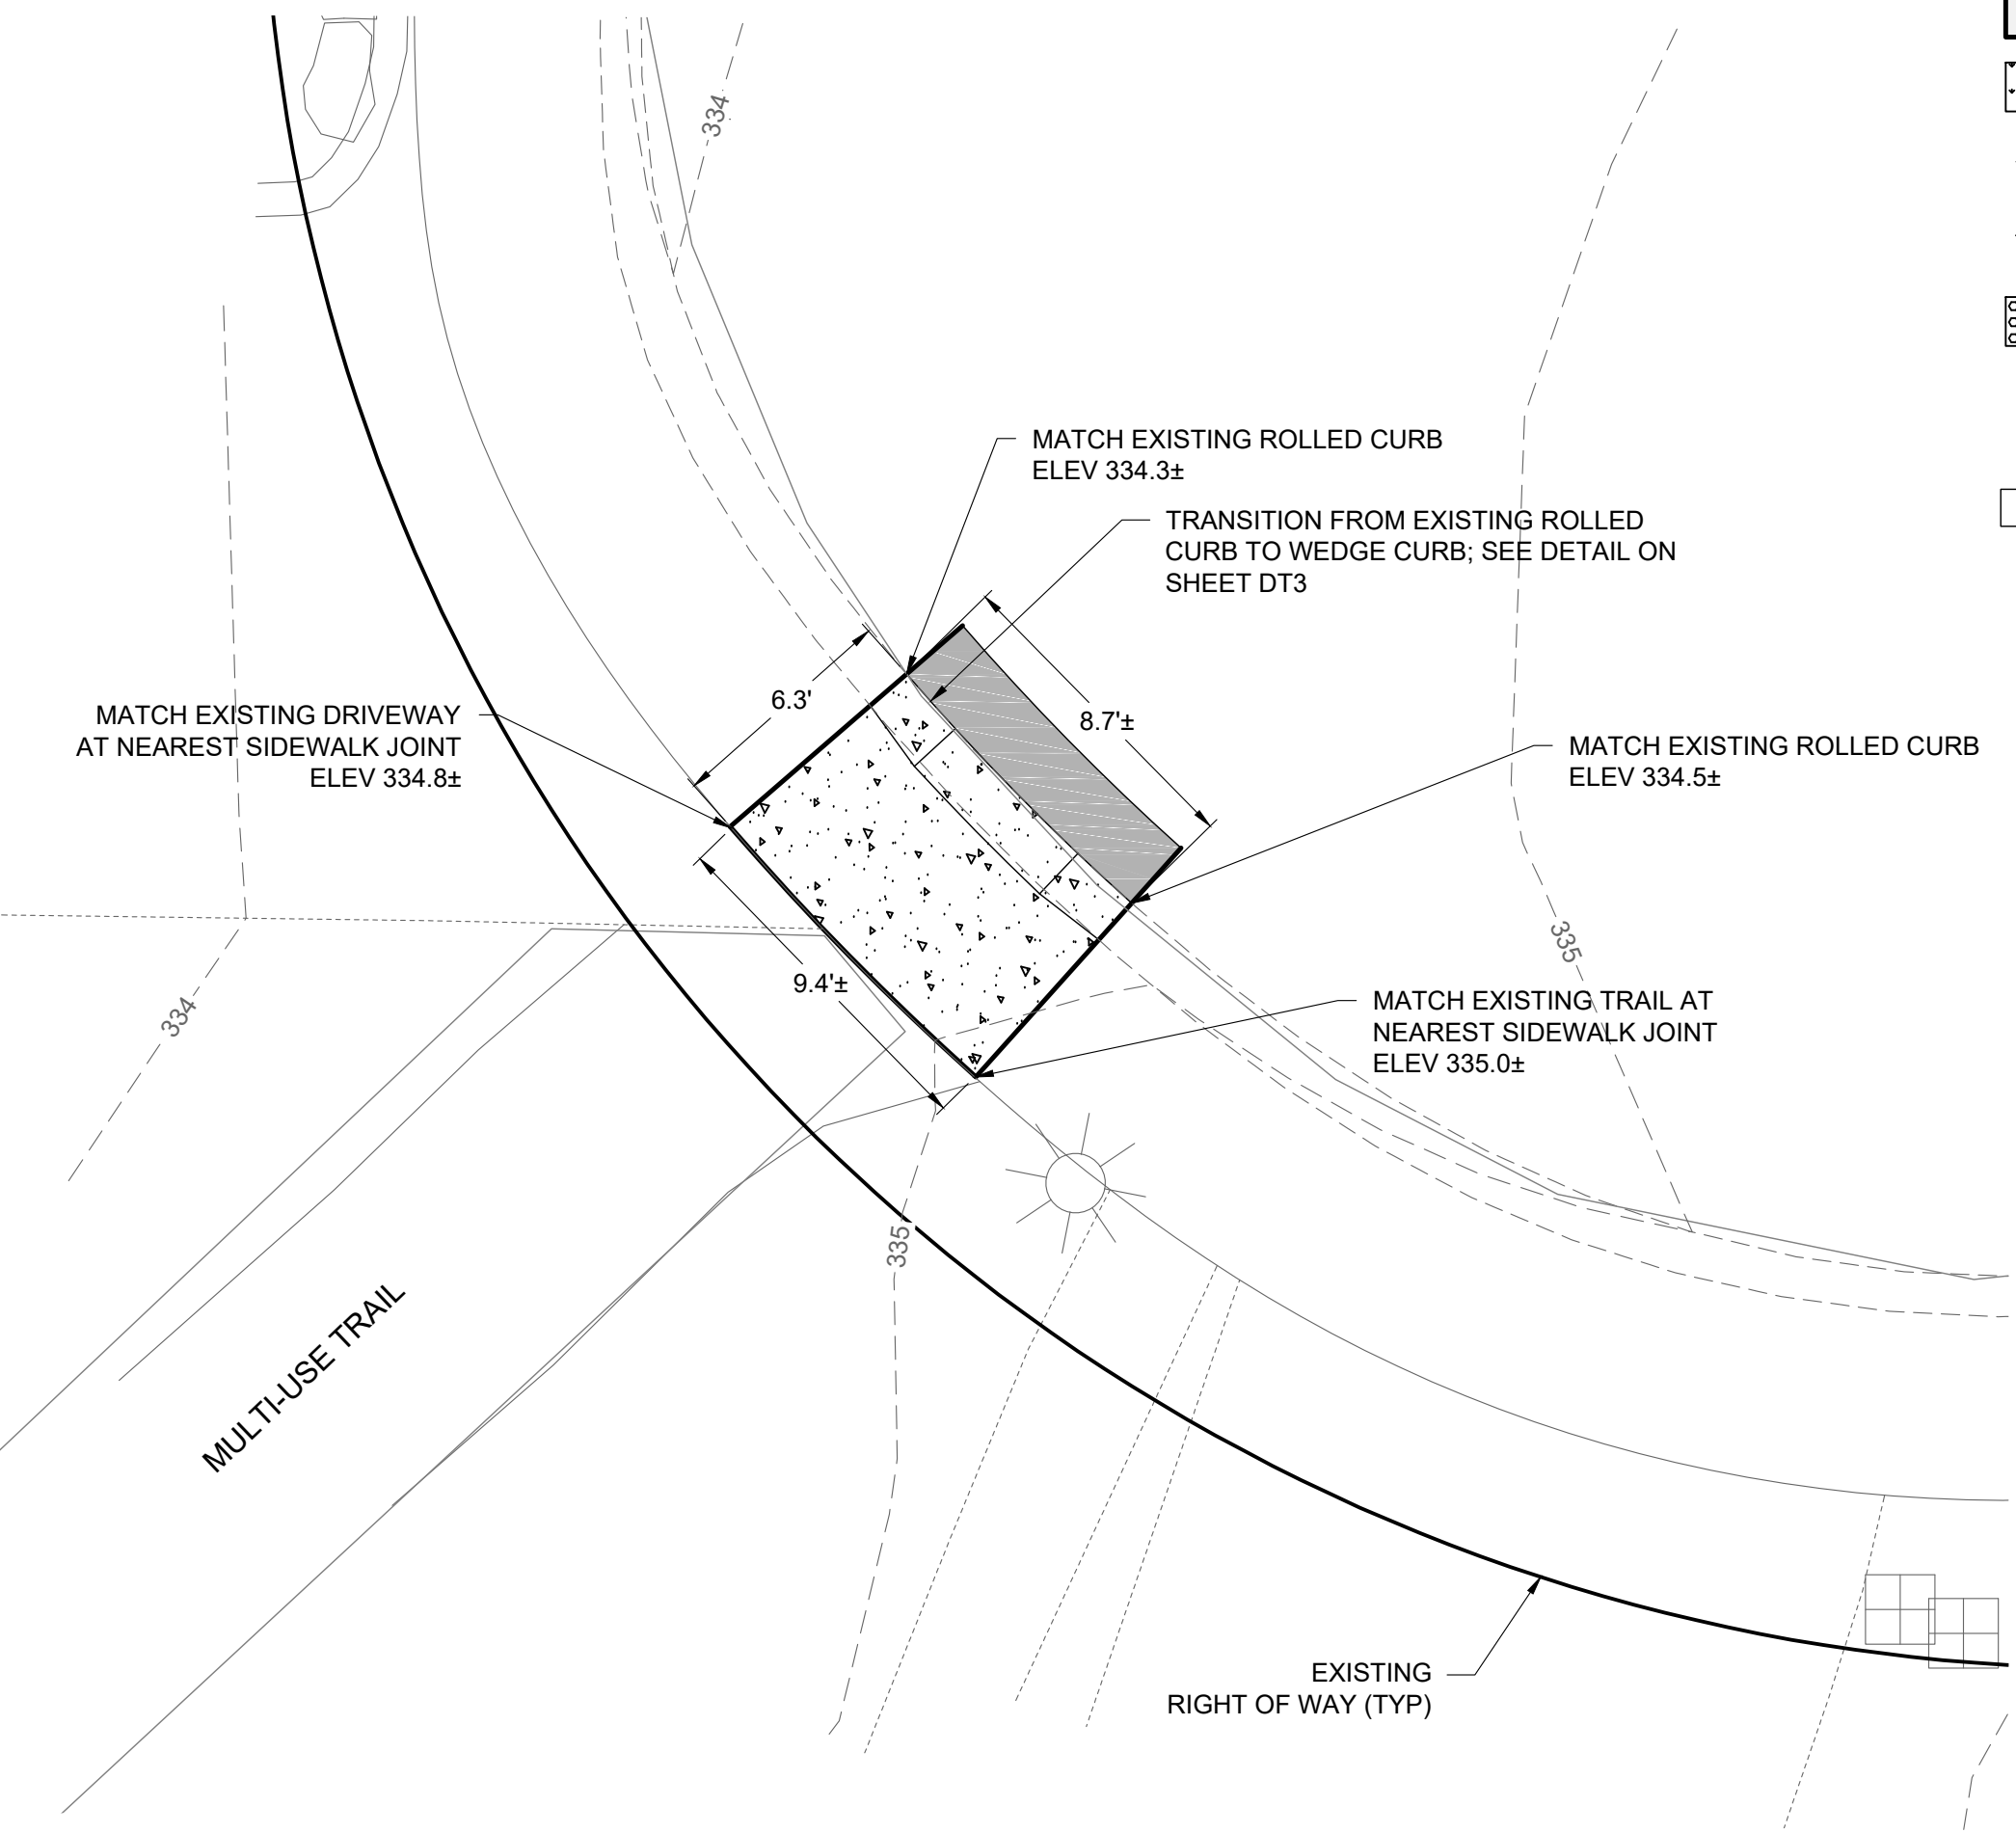 334
MATCH EXISTING ROLLED CURB
ELEV 334.3±
TRANSITION FROM EXISTING ROLLED
CURB TO WEDGE CURB; SEE DETAIL ON
SHEET DT3
6.3'
8.7'±
MATCH EXISTING DRIVEWAY
AT NEAREST SIDEWALK JOINT
ELEV 334.8±
MATCH EXISTING ROLLED CURB
ELEV 334.5±
335
9.4'±
334
MATCH EXISTING TRAIL AT
NEAREST SIDEWALK JOINT
ELEV 335.0±
335
MULTI-USE TRAIL
EXISTING
RIGHT OF WAY (TYP)